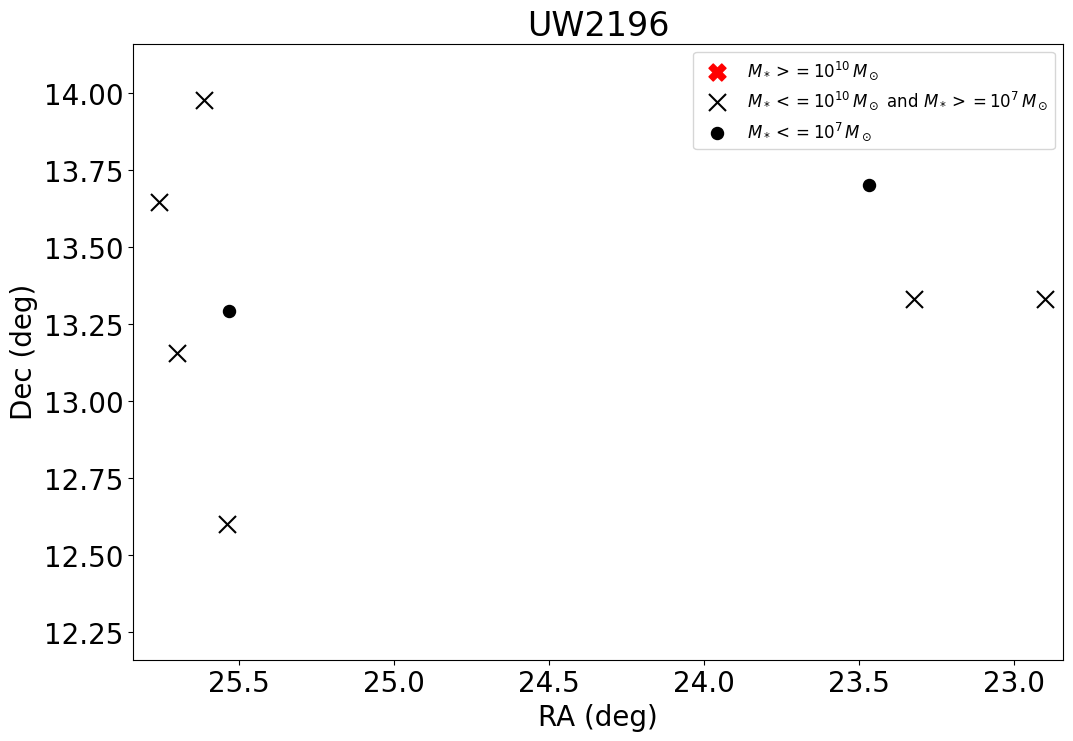 UW2196
M* >= 10^10 M⊙
M* <= 10^10 M⊙ and M* >= 10^7 M⊙
M* <= 10^7 M⊙
14.00
13.75
13.50
13.25
13.00
12.75
12.50
12.25
Dec (deg)
25.5 25.0 24.5 24.0 23.5 23.0
RA (deg)